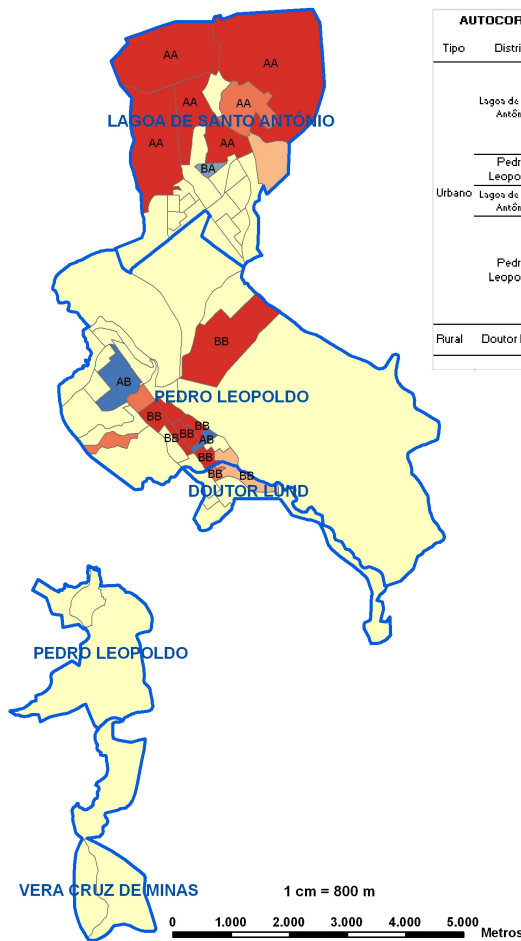 AUTOCOR
Tipo Distri
Lagoa de
Antôn
Pedr
Leopol
Urbano
Lagoa de
Antôn
Pedr
Leopol
Rural Doutor
AA
AA
AA
AA
LAGOA DE SANTO ANTÔNIO
AA
AA
BA
BB
AB
PEDRO LEOPOLDO
BB
BB
BB
BB
AB
BB
BB
BB
DOUTOR LUND
PEDRO LEOPOLDO
VERA CRUZ DE MINAS
1 cm = 800 m
0 1.000 2.000 3.000 4.000 5.000
Metros